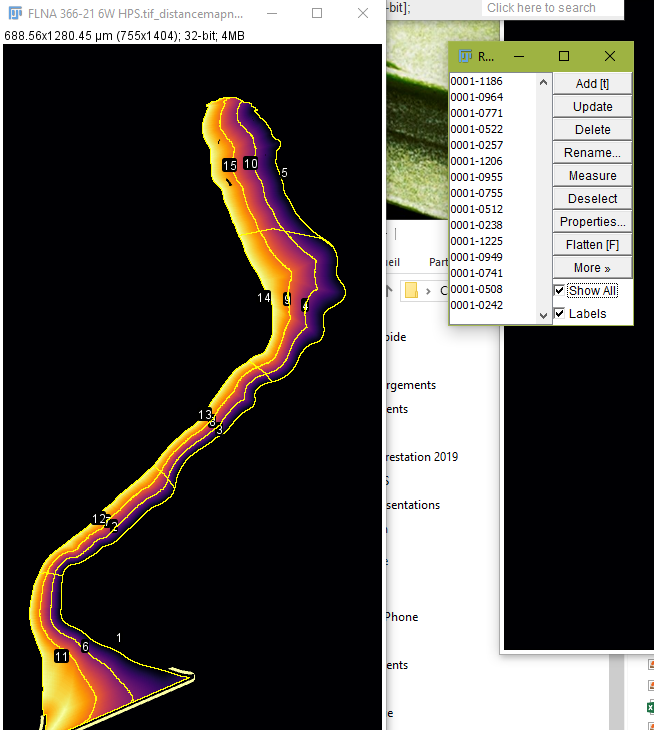 FLNA 366-21 6W HPS.tif_distancemapn...
688.56x1280.45 µm (755x1404); 32-bit; 4MB
15
10
5
14
9
4
13
8
3
12
2
1
6
11
-bit];
Click here to search
R...
0001-1186
0001-0964
0001-0771
0001-0522
0001-0257
0001-1206
0001-0955
0001-0755
0001-0512
0001-0238
0001-1225
0001-0949
0001-0741
0001-0508
0001-0242
Add [t]
Update
Delete
Rename...
Measure
Deselect
Properties...
Flatten [F]
More »
Show All
Labels
eil
Part
C
oide
rgements
ents
restation 2019
S
sentations
Phone
ents
e